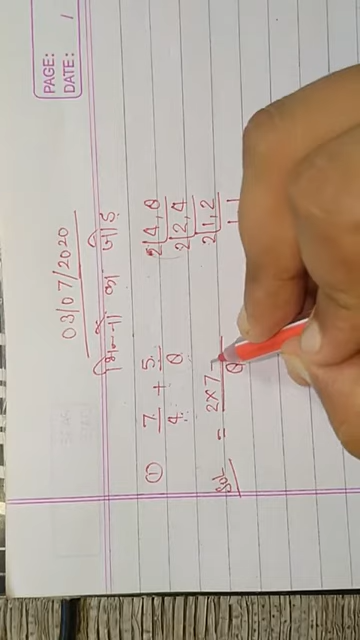 PAGE:
DATE: /
03/07/2020
भिन्नों का जोड़
① 7/4 + 5/8
2|4,8
2|2,4
2|1,2
1 1
Sol = 2×7/8